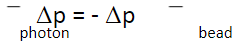 ‾ Δp = - Δp ‾
photon bead